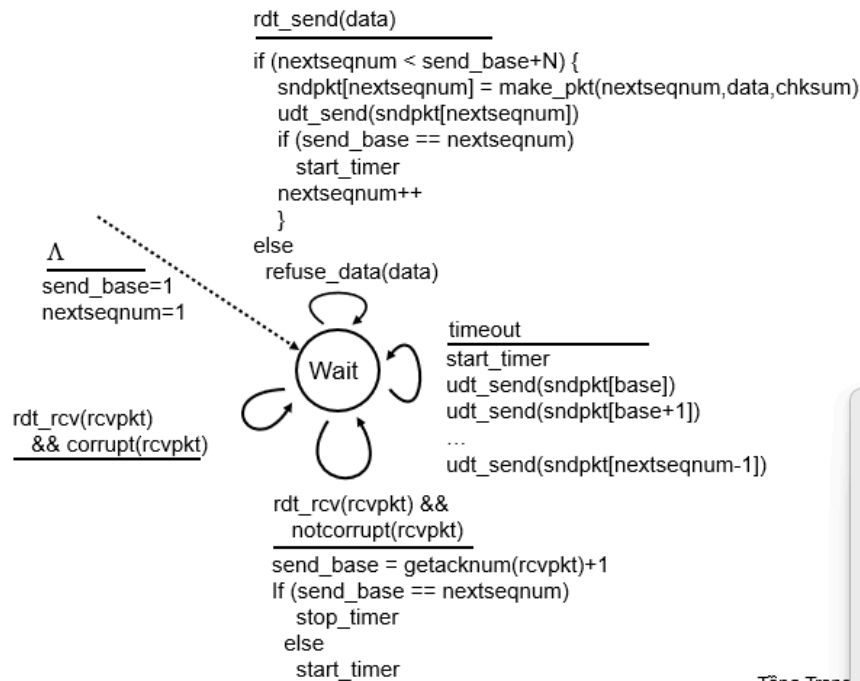 rdt_send(data)
if (nextseqnum < send_base+N) {
sndpkt[nextseqnum] = make_pkt(nextseqnum,data,chksum)
udt_send(sndpkt[nextseqnum])
if (send_base == nextseqnum)
start_timer
nextseqnum++
}
else
refuse_data(data)
Λ
send_base=1
nextseqnum=1
Wait
timeout
start_timer
udt_send(sndpkt[base])
udt_send(sndpkt[base+1])
...
udt_send(sndpkt[nextseqnum-1])
rdt_rcv(rcvpkt)
&& corrupt(rcvpkt)
rdt_rcv(rcvpkt) &&
notcorrupt(rcvpkt)
send_base = getacknum(rcvpkt)+1
If (send_base == nextseqnum)
stop_timer
else
start_timer